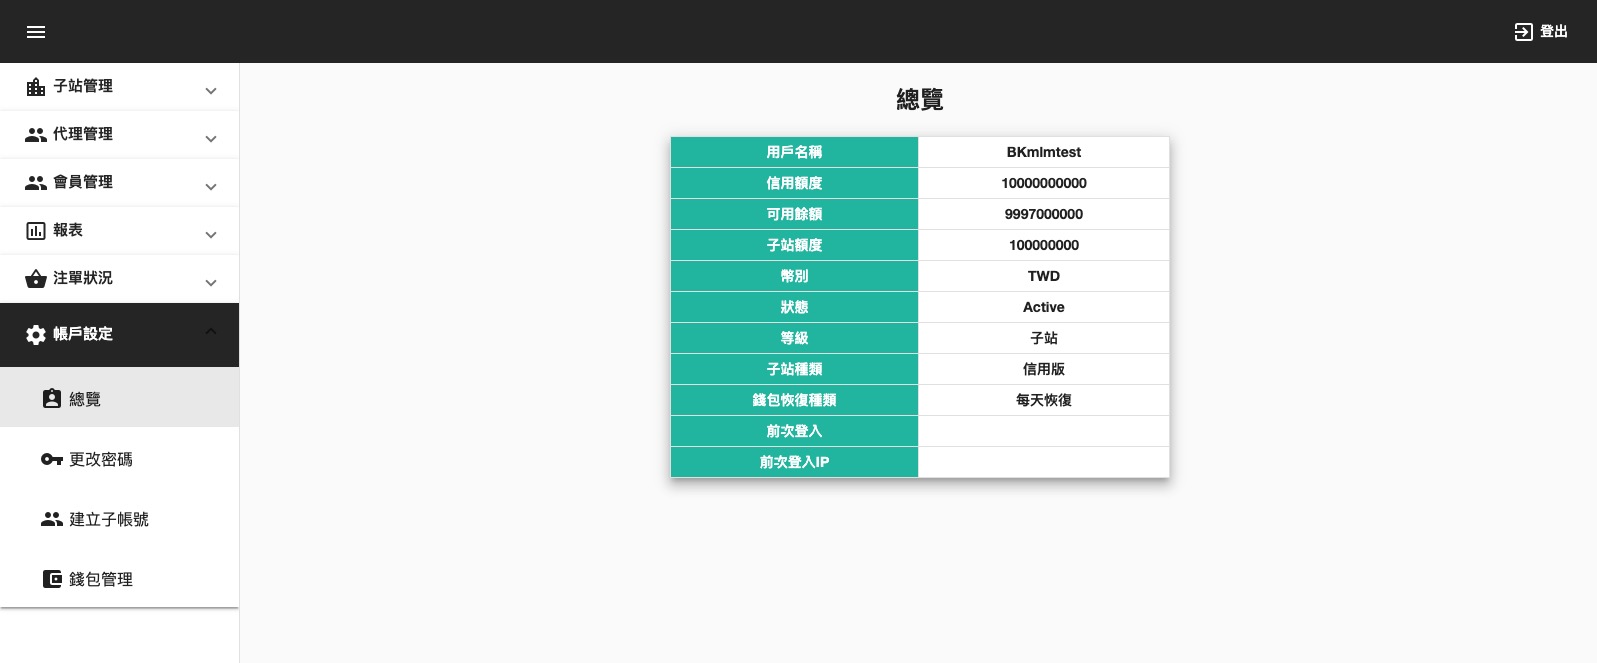 登出
子站管理
代理管理
會員管理
報表
注單狀況
帳戶設定
總覽
更改密碼
建立子帳號
錢包管理
總覽
用戶名稱 BKmlmtest
信用額度 10000000000
可用餘額 9997000000
子站額度 100000000
幣別 TWD
狀態 Active
等級 子站
子站種類 信用版
錢包恢復種類 每天恢復
前次登入
前次登入IP